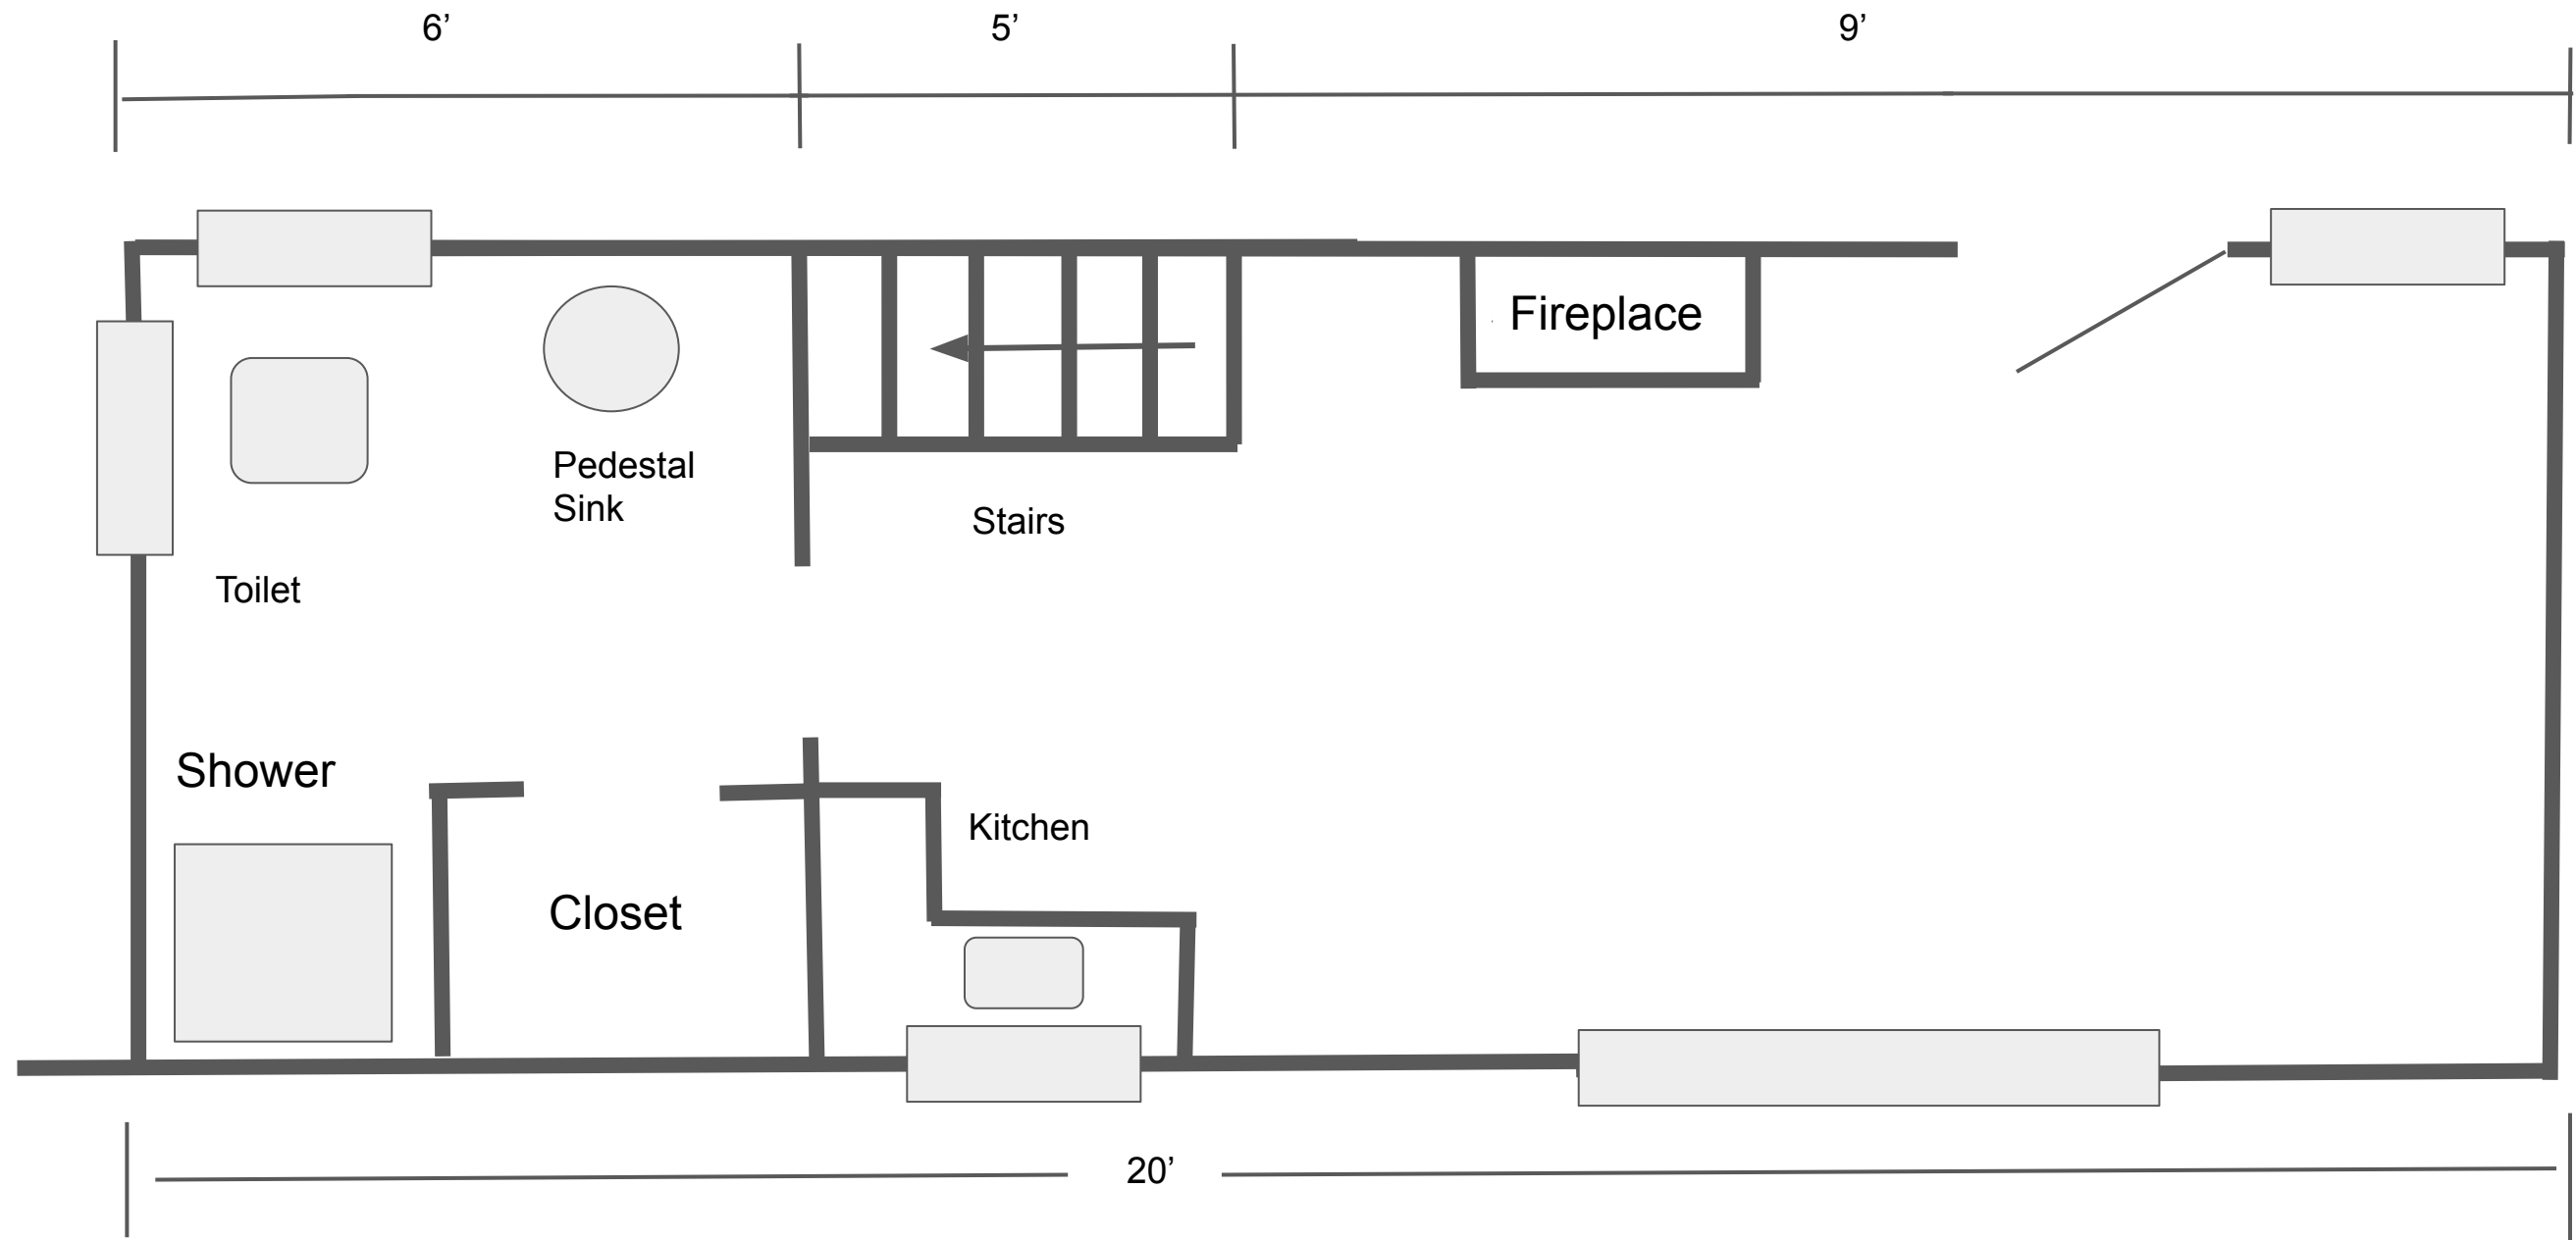 6’
5’
9’
Fireplace
Pedestal
Sink
Stairs
Toilet
Shower
Kitchen
Closet
20’